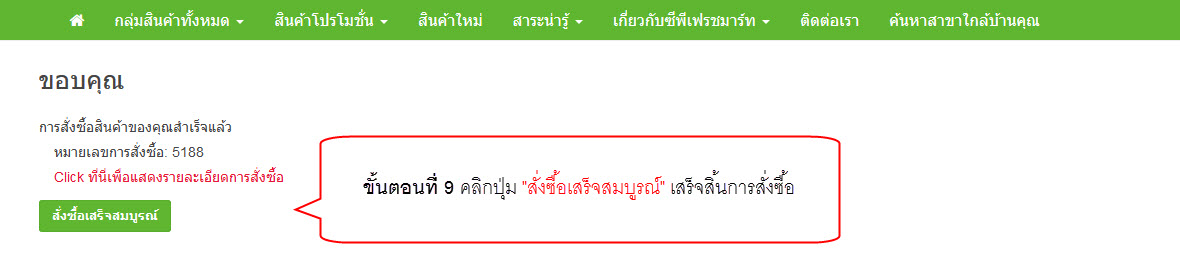 กลุ่มสินค้าทั้งหมด สินค้าโปรโมชั่น สินค้าใหม่ สาระน่ารู้ เกี่ยวกับซีพีเฟรชมาร์ท ติดต่อเรา ค้นหาสาขาใกล้บ้านคุณ
ขอบคุณ
การสั่งซื้อสินค้าของคุณสำเร็จแล้ว
หมายเลขการสั่งซื้อ: 5188
Click ที่นี่เพื่อแสดงรายละเอียดการสั่งซื้อ
สั่งซื้อเสร็จสมบูรณ์
ขั้นตอนที่ 9 คลิกปุ่ม "สั่งซื้อเสร็จสมบูรณ์" เสร็จสิ้นการสั่งซื้อ